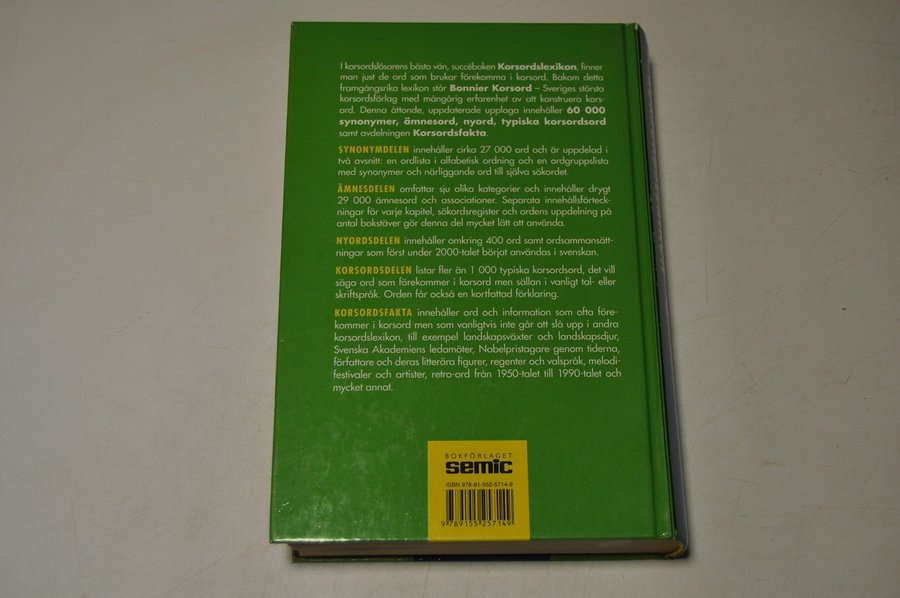 I korsordslösarens bästa vän, succéboken Korsordslexikon, finner
man just de ord som brukar förekomma i korsord. Bakom detta
framgångsrika lexikon står Bonnier Korsord – Sveriges största
korsordsförlag med mångårig erfarenhet av att konstruera kors-
ord. Denna åttonde, uppdaterade upplaga innehåller 60 000
synonymer, ämnesord, nyord, typiska korsordsord
samt avdelningen Korsordsfakta.
SYNONYMDELEN innehåller cirka 27 000 ord och är uppdelad i
två avsnitt: en ordlista i alfabetisk ordning och en ordgruppslista
med synonymer och närliggande ord till själva sökordet.
ÄMNESDELEN omfattar sju olika kategorier och innehåller drygt
29 000 ämnesord och associationer. Separata innehållsförteck-
ningar för varje kapitel, sökordsregister och ordens uppdelning på
antal bokstäver gör denna del mycket lätt att använda.
NYORDSDELEN innehåller omkring 400 ord samt ordsammansätt-
ningar som först under 2000-talet börjat användas i svenskan.
KORSORDSDELEN listar fler än 1 000 typiska korsordsord, det vill
säga ord som förekommer i korsord men sällan i vanligt tal- eller
skriftspråk. Orden får också en kortfattad förklaring.
KORSORDSFAKTA innehåller ord och information som ofta före-
kommer i korsord men som vanligtvis inte går att slå upp i andra
korsordslexikon, till exempel landskapsväxter och landskapsdjur,
Svenska Akademiens ledamöter, Nobelpristagare genom tiderna,
författare och deras litterära figurer, regenter och valspråk, melodi-
festivaler och artister, retro-ord från 1950-talet till 1990-talet och
mycket annat.
BOKFÖRLAGET
semic
ISBN 978-91-552-5714-9
9 789155 257149